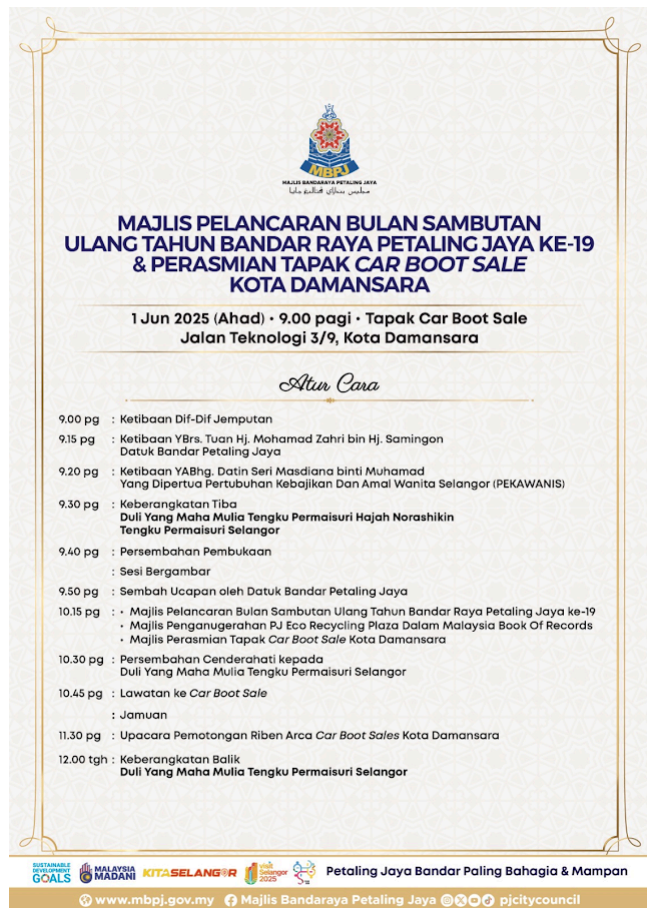 MBPJ
MAJLIS BANDARAYA PETALING JAYA
مجليس بندراي ڤتاليڠ جاي
MAJLIS PELANCARAN BULAN SAMBUTAN
ULANG TAHUN BANDAR RAYA PETALING JAYA KE-19
& PERASMIAN TAPAK CAR BOOT SALE
KOTA DAMANSARA
1 Jun 2025 (Ahad) • 9.00 pagi • Tapak Car Boot Sale
Jalan Teknologi 3/9, Kota Damansara
Atur Cara
9.00 pg : Ketibaan Dif-Dif Jemputan
9.15 pg : Ketibaan YBrs. Tuan Hj. Mohamad Zahri bin Hj. Samingon
Datuk Bandar Petaling Jaya
9.20 pg : Ketibaan YABhg. Datin Seri Masdiana binti Muhamad
Yang Dipertua Pertubuhan Kebajikan Dan Amal Wanita Selangor (PEKAWANIS)
9.30 pg : Keberangkatan Tiba
Duli Yang Maha Mulia Tengku Permaisuri Hajah Norashikin
Tengku Permaisuri Selangor
9.40 pg : Persembahan Pembukaan
: Sesi Bergambar
9.50 pg : Sembah Ucapan oleh Datuk Bandar Petaling Jaya
10.15 pg : • Majlis Pelancaran Bulan Sambutan Ulang Tahun Bandar Raya Petaling Jaya ke-19
• Majlis Penganugerahan PJ Eco Recycling Plaza Dalam Malaysia Book Of Records
• Majlis Perasmian Tapak Car Boot Sale Kota Damansara
10.30 pg : Persembahan Cenderahati kepada
Duli Yang Maha Mulia Tengku Permaisuri Selangor
10.45 pg : Lawatan ke Car Boot Sale
: Jamuan
11.30 pg : Upacara Pemotongan Riben Arca Car Boot Sales Kota Damansara
12.00 tgh : Keberangkatan Balik
Duli Yang Maha Mulia Tengku Permaisuri Selangor
SUSTAINABLE DEVELOPMENT GOALS
MALAYSIA MADANI
KITASELANGOR
Visit Selangor 2025
Petaling Jaya Bandar Paling Bahagia & Mampan
www.mbpj.gov.my Majlis Bandaraya Petaling Jaya pjcitycouncil